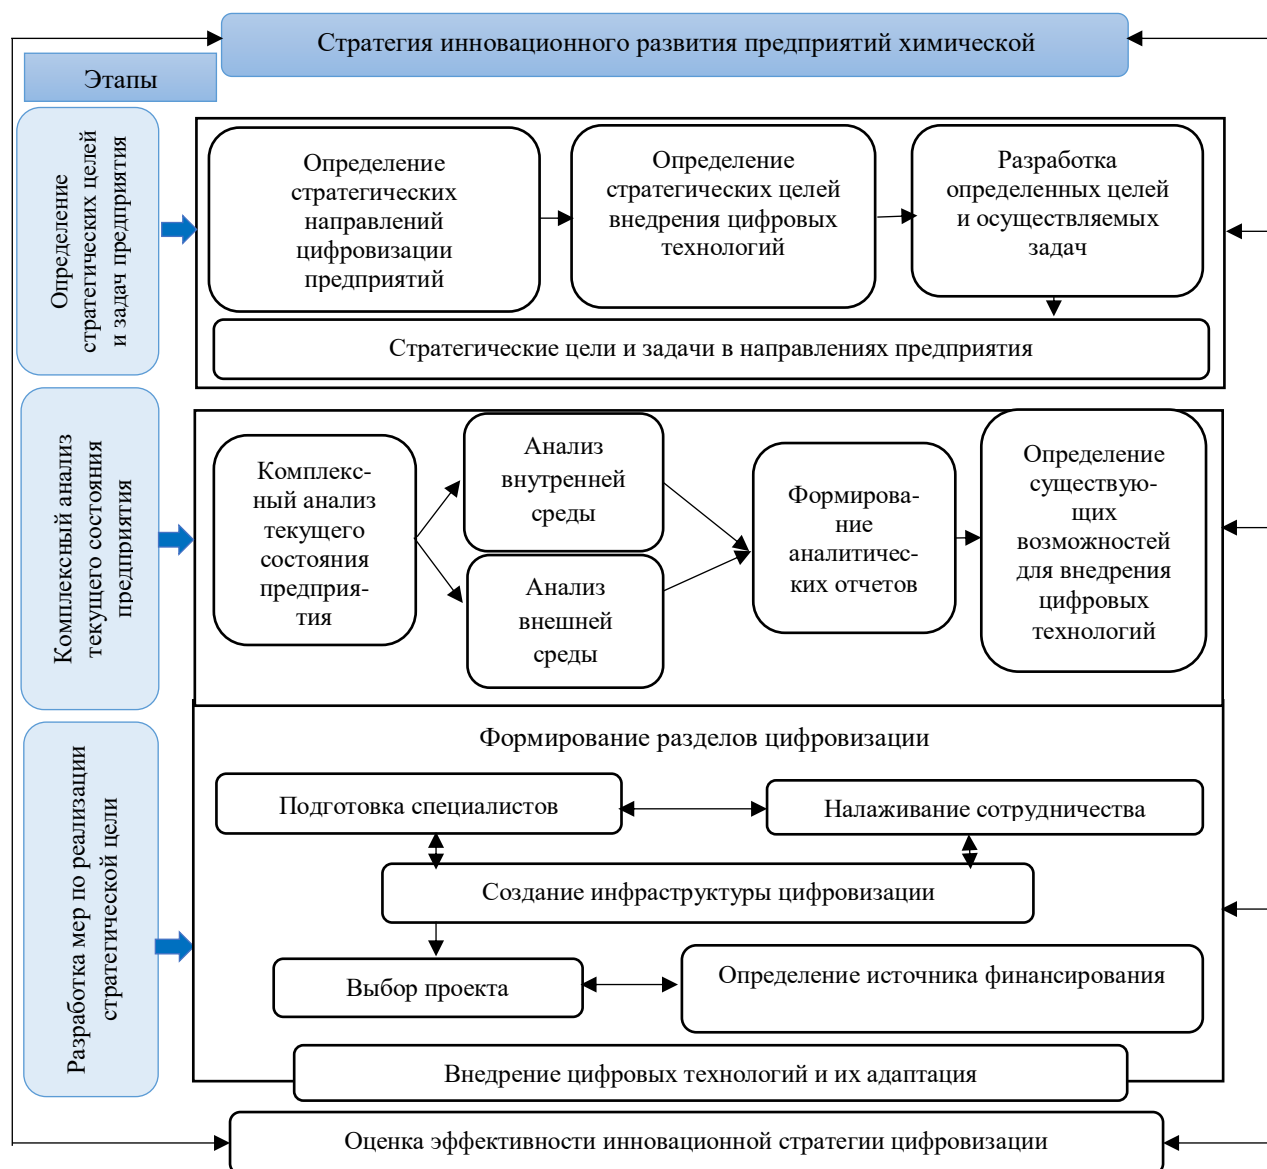 Стратегия инновационного развития предприятий химической
Этапы
Определение
стратегических целей
и задач предприятия
Определение
стратегических
направлений
цифровизации
предприятий
Определение
стратегических целей
внедрения цифровых
технологий
Разработка
определенных целей
и осуществляемых
задач
Стратегические цели и задачи в направлениях предприятия
Комплексный анализ
текущего состояния
предприятия
Комплекс-
ный анализ
текущего
состояния
предприя-
тия
Анализ
внутренней
среды
Анализ
внешней
среды
Формирова-
ние
аналитичес-
ких отчетов
Определение
существую-
щих
возможностей
для внедрения
цифровых
технологий
Разработка мер по реализации
стратегической цели
Формирование разделов цифровизации
Подготовка специалистов
Налаживание сотрудничества
Создание инфраструктуры цифровизации
Выбор проекта
Определение источника финансирования
Внедрение цифровых технологий и их адаптация
Оценка эффективности инновационной стратегии цифровизации